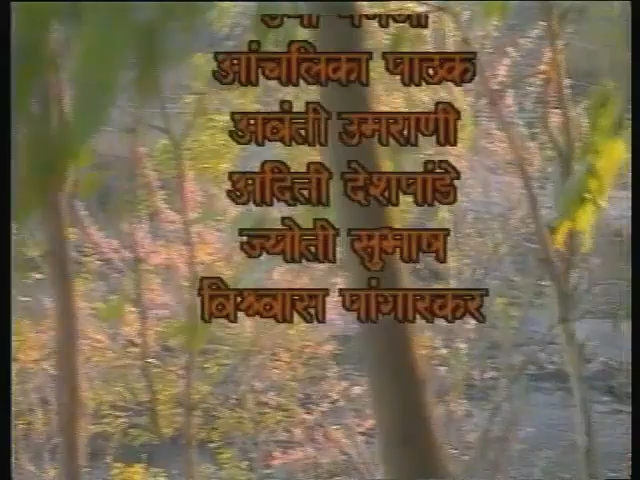 आंचलिका पाठक
अवंती उमराणी
अदिती देशपांडे
ज्योती सुभाष
विश्वास पांगारकर